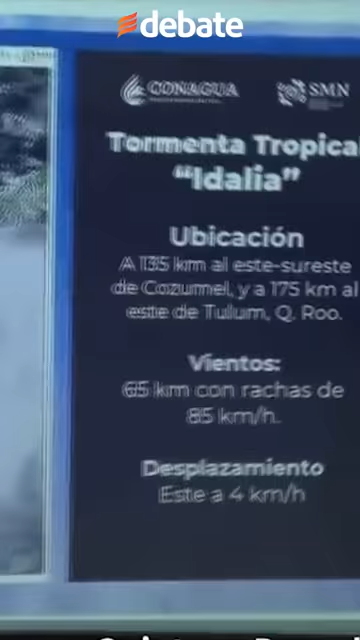 debate
CONAGUA
SMN
Tormenta Tropical
“Idalia”
Ubicación
A 135 km al este-sureste
de Cozumel, y a 175 km al
este de Tulum, Q. Roo.
Vientos:
65 km con rachas de
85 km/h.
Desplazamiento
Este a 4 km/h